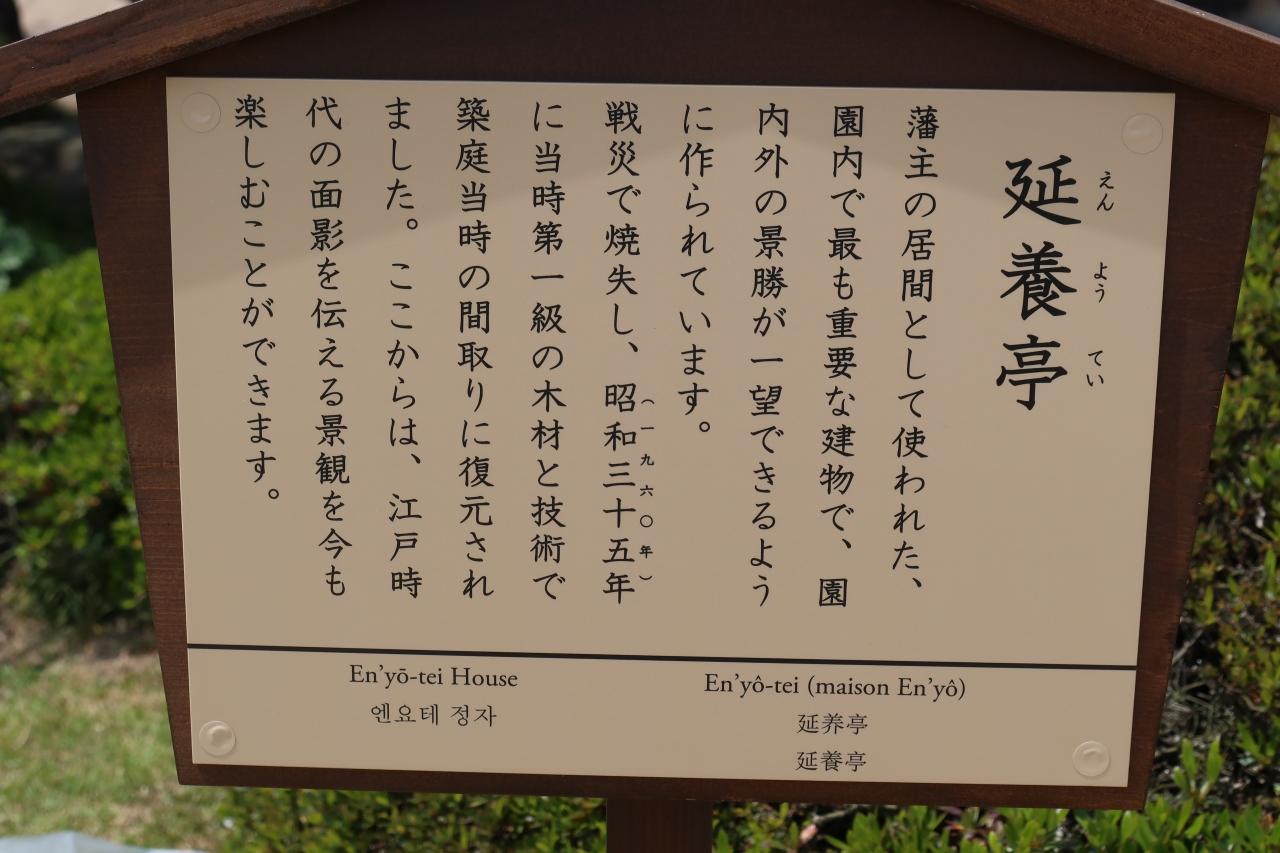 延養亭
えん よう てい
藩主の居間として使われた、
園内で最も重要な建物で、園
内外の景勝が一望できるよう
に作られています。
戦災で焼失し、昭和三十五年
（一九六〇年）
に当時第一級の木材と技術で
築庭当時の間取りに復元され
ました。ここからは、江戸時
代の面影を伝える景観を今も
楽しむことができます。
En'yō-tei House
엔요테 정자
En'yô-tei (maison En'yô)
延养亭
延養亭